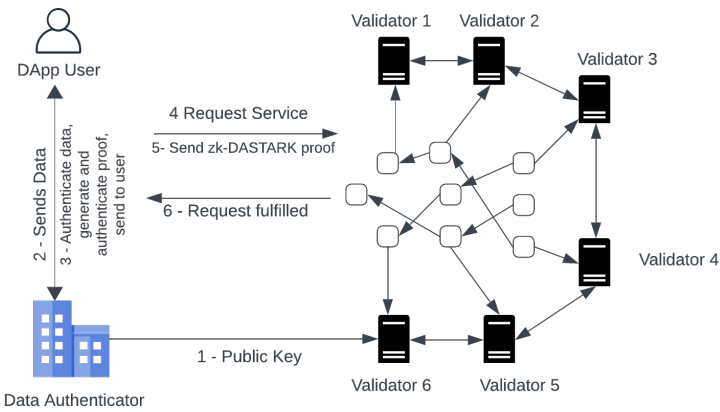 Validator 1
Validator 2
DApp User
Validator 3
4 Request Service
5- Send zk-DASTARK proof
2 - Sends Data
3 - Authenticate data,
generate and
authenticate proof,
send to user
6 - Request fulfilled
Validator 4
1 - Public Key
Validator 6
Validator 5
Data Authenticator